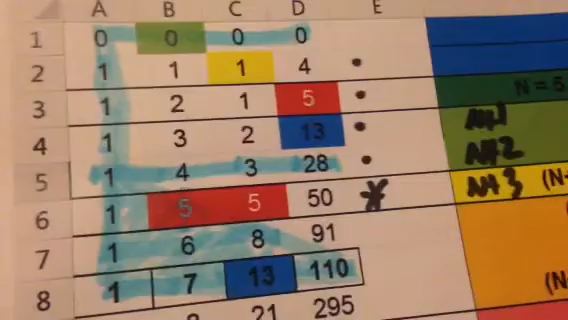 A B C D E
1 0 0 0 0
2 1 1 1 4 •
3 1 2 1 5 • N = 5
4 1 3 2 13 • N+1
N+2
5 1 4 3 28 •
N+3 (N+
6 1 5 5 50 *
7 1 6 8 91
8 1 7 13 110 (N
21 295